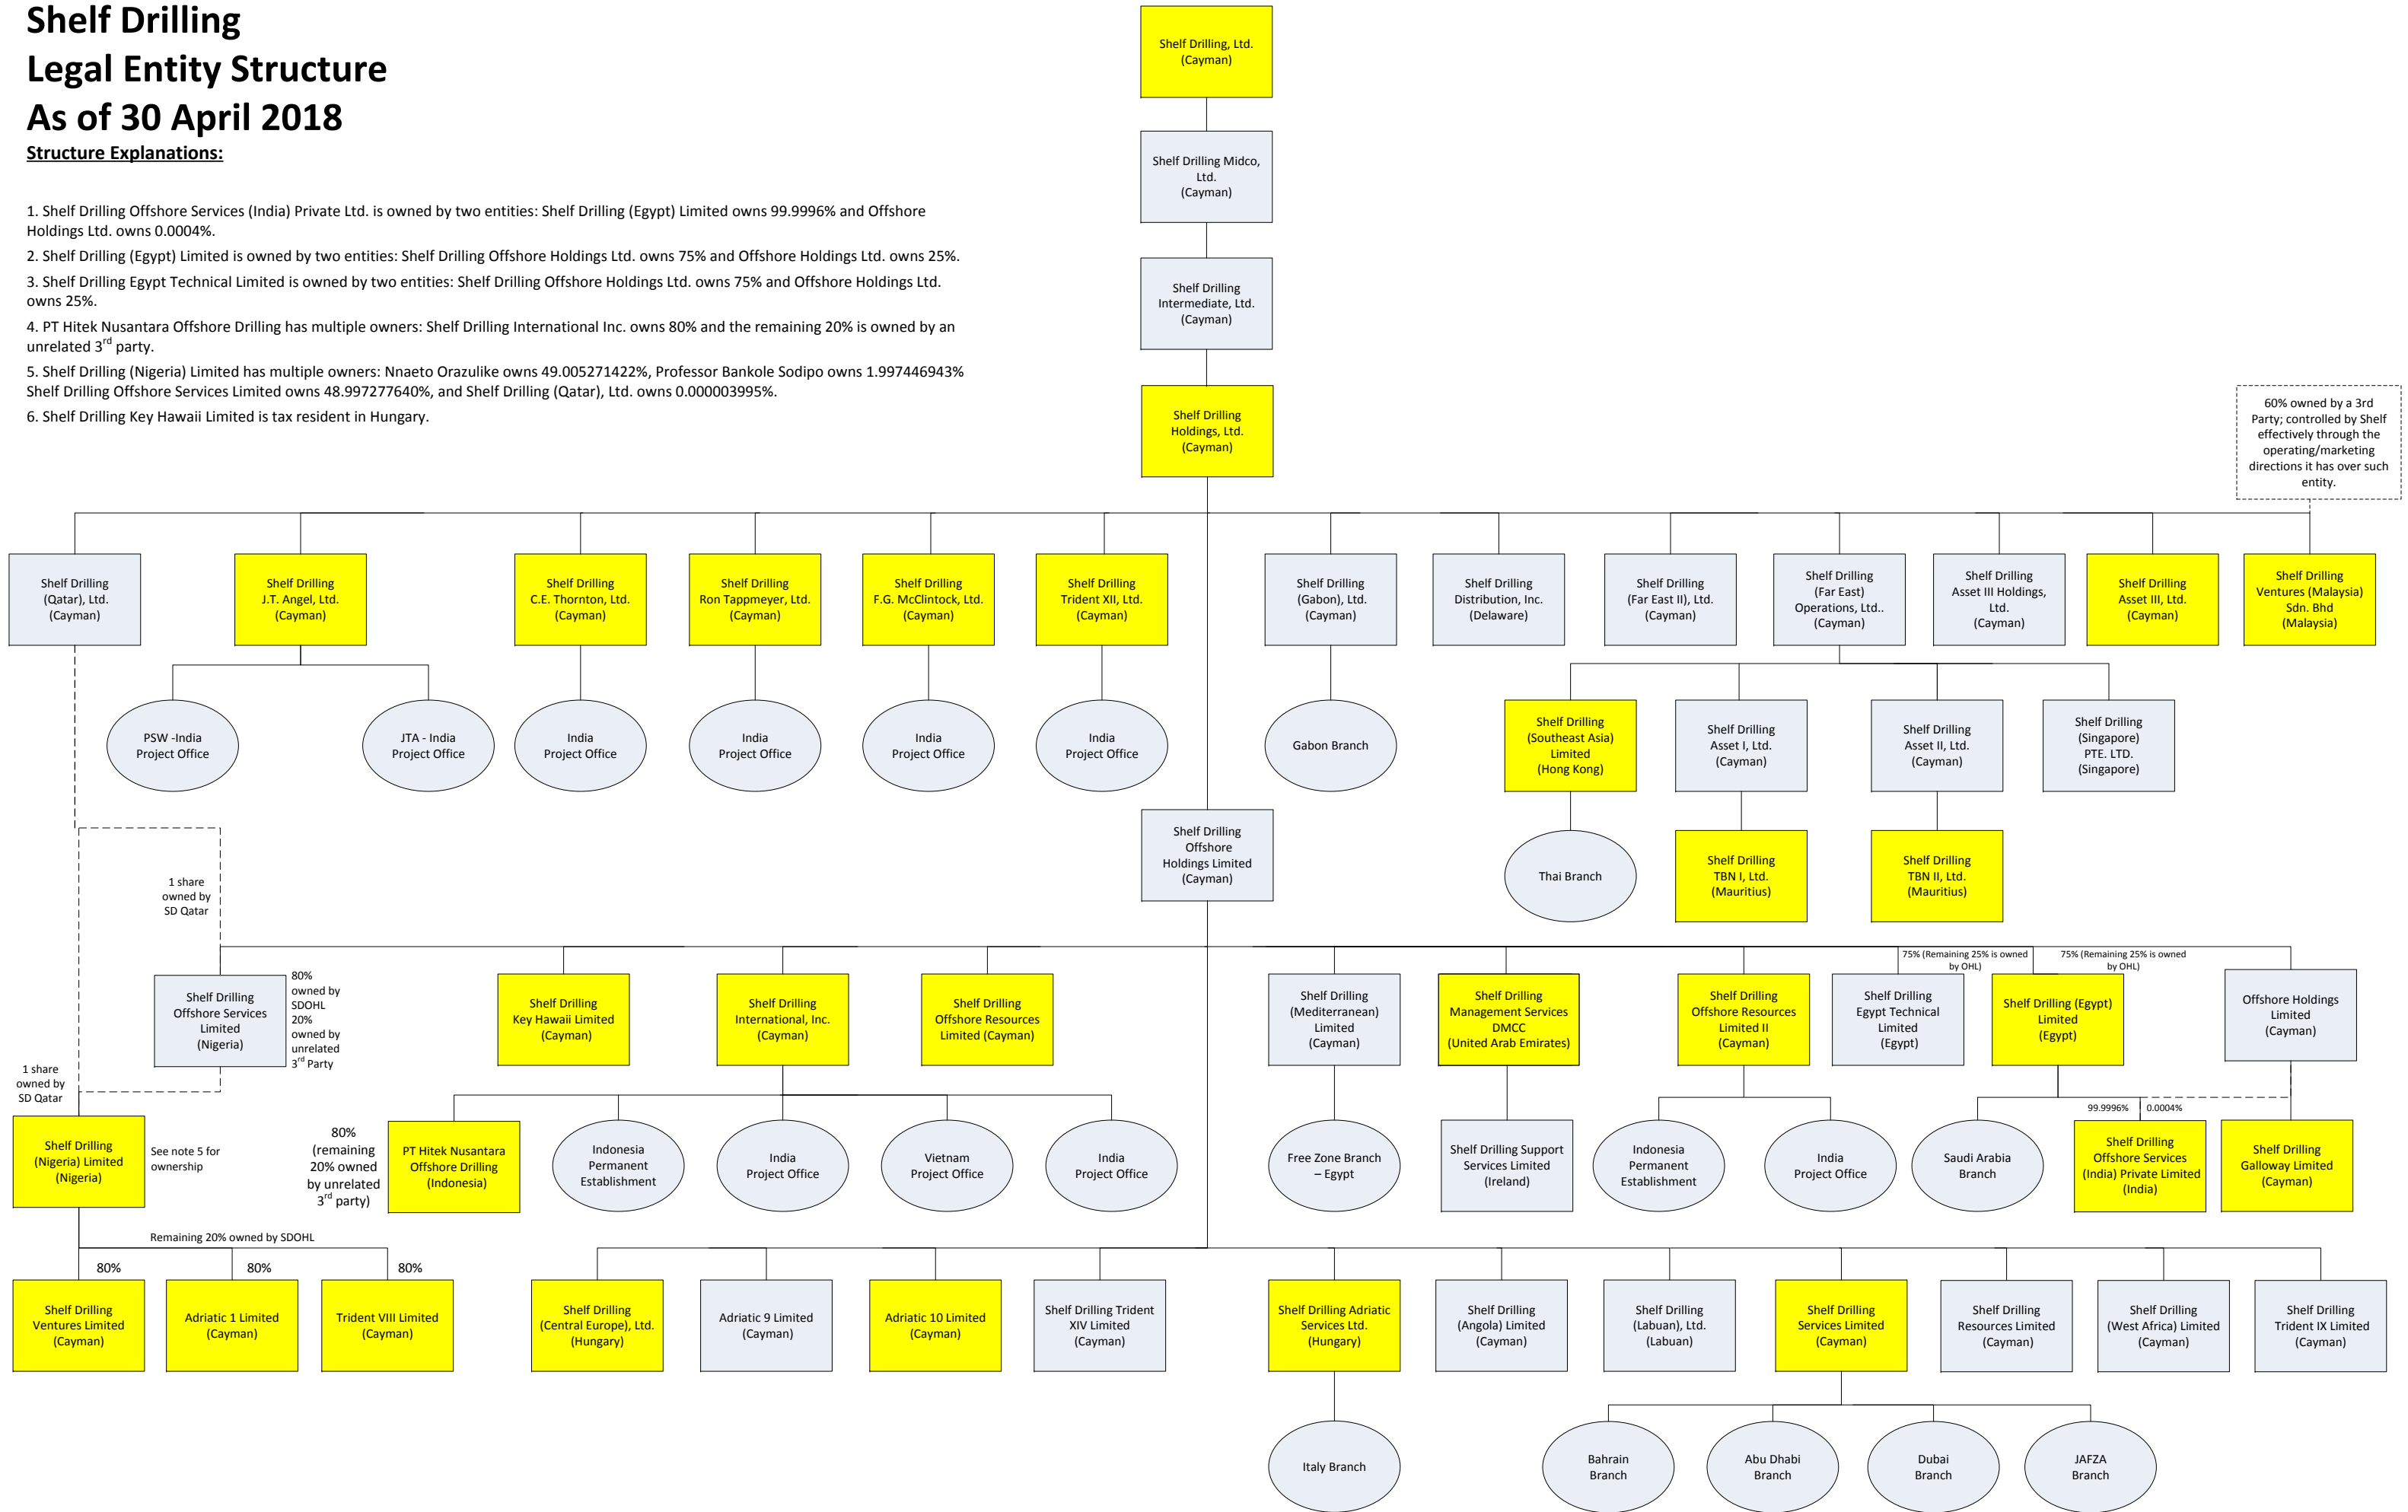 Shelf Drilling
Legal Entity Structure
As of 30 April 2018
Structure Explanations:
1. Shelf Drilling Offshore Services (India) Private Ltd. is owned by two entities: Shelf Drilling (Egypt) Limited owns 99.9996% and Offshore
Holdings Ltd. owns 0.0004%.
2. Shelf Drilling (Egypt) Limited is owned by two entities: Shelf Drilling Offshore Holdings Ltd. owns 75% and Offshore Holdings Ltd. owns 25%.
3. Shelf Drilling Egypt Technical Limited is owned by two entities: Shelf Drilling Offshore Holdings Ltd. owns 75% and Offshore Holdings Ltd.
owns 25%.
4. PT Hitek Nusantara Offshore Drilling has multiple owners: Shelf Drilling International Inc. owns 80% and the remaining 20% is owned by an
unrelated 3rd party.
5. Shelf Drilling (Nigeria) Limited has multiple owners: Nnaeto Orazulike owns 49.005271422%, Professor Bankole Sodipo owns 1.997446943%
Shelf Drilling Offshore Services Limited owns 48.997277640%, and Shelf Drilling (Qatar), Ltd. owns 0.000003995%.
6. Shelf Drilling Key Hawaii Limited is tax resident in Hungary.
Shelf Drilling, Ltd.
(Cayman)
Shelf Drilling Midco,
Ltd.
(Cayman)
Shelf Drilling
Intermediate, Ltd.
(Cayman)
Shelf Drilling
Holdings, Ltd.
(Cayman)
60% owned by a 3rd
Party; controlled by Shelf
effectively through the
operating/marketing
directions it has over such
entity.
Shelf Drilling
(Qatar), Ltd.
(Cayman)
Shelf Drilling
J.T. Angel, Ltd.
(Cayman)
Shelf Drilling
C.E. Thornton, Ltd.
(Cayman)
Shelf Drilling
Ron Tappmeyer, Ltd.
(Cayman)
Shelf Drilling
F.G. McClintock, Ltd.
(Cayman)
Shelf Drilling
Trident XII, Ltd.
(Cayman)
Shelf Drilling
(Gabon), Ltd.
(Cayman)
Shelf Drilling
Distribution, Inc.
(Delaware)
Shelf Drilling
(Far East II), Ltd.
(Cayman)
Shelf Drilling
(Far East)
Operations, Ltd..
(Cayman)
Shelf Drilling
Asset III Holdings,
Ltd.
(Cayman)
Shelf Drilling
Asset III, Ltd.
(Cayman)
Shelf Drilling
Ventures (Malaysia)
Sdn. Bhd
(Malaysia)
PSW -India
Project Office
JTA - India
Project Office
India
Project Office
India
Project Office
India
Project Office
India
Project Office
Gabon Branch
Shelf Drilling
(Southeast Asia)
Limited
(Hong Kong)
Shelf Drilling
Asset I, Ltd.
(Cayman)
Shelf Drilling
Asset II, Ltd.
(Cayman)
Shelf Drilling
(Singapore)
PTE. LTD.
(Singapore)
Shelf Drilling
Offshore
Holdings Limited
(Cayman)
Thai Branch
Shelf Drilling
TBN I, Ltd.
(Mauritius)
Shelf Drilling
TBN II, Ltd.
(Mauritius)
1 share
owned by
SD Qatar
Shelf Drilling
Offshore Services
Limited
(Nigeria)
80%
owned by
SDOHL
20%
owned by
unrelated
3rd Party
Shelf Drilling
Key Hawaii Limited
(Cayman)
Shelf Drilling
International, Inc.
(Cayman)
Shelf Drilling
Offshore Resources
Limited (Cayman)
Shelf Drilling
(Mediterranean)
Limited
(Cayman)
Shelf Drilling
Management Services
DMCC
(United Arab Emirates)
Shelf Drilling
Offshore Resources
Limited II
(Cayman)
75% (Remaining 25% is owned
by OHL)
Shelf Drilling
Egypt Technical
Limited
(Egypt)
75% (Remaining 25% is owned
by OHL)
Shelf Drilling (Egypt)
Limited
(Egypt)
Offshore Holdings
Limited
(Cayman)
1 share
owned by
SD Qatar
Shelf Drilling
(Nigeria) Limited
(Nigeria)
See note 5 for
ownership
80%
(remaining
20% owned
by unrelated
3rd party)
PT Hitek Nusantara
Offshore Drilling
(Indonesia)
Indonesia
Permanent
Establishment
India
Project Office
Vietnam
Project Office
India
Project Office
Free Zone Branch
– Egypt
Shelf Drilling Support
Services Limited
(Ireland)
Indonesia
Permanent
Establishment
India
Project Office
Saudi Arabia
Branch
99.9996%
0.0004%
Shelf Drilling
Offshore Services
(India) Private Limited
(India)
Shelf Drilling
Galloway Limited
(Cayman)
Remaining 20% owned by SDOHL
80%
80%
80%
Shelf Drilling
Ventures Limited
(Cayman)
Adriatic 1 Limited
(Cayman)
Trident VIII Limited
(Cayman)
Shelf Drilling
(Central Europe), Ltd.
(Hungary)
Adriatic 9 Limited
(Cayman)
Adriatic 10 Limited
(Cayman)
Shelf Drilling Trident
XIV Limited
(Cayman)
Shelf Drilling Adriatic
Services Ltd.
(Hungary)
Shelf Drilling
(Angola) Limited
(Cayman)
Shelf Drilling
(Labuan), Ltd.
(Labuan)
Shelf Drilling
Services Limited
(Cayman)
Shelf Drilling
Resources Limited
(Cayman)
Shelf Drilling
(West Africa) Limited
(Cayman)
Shelf Drilling
Trident IX Limited
(Cayman)
Italy Branch
Bahrain
Branch
Abu Dhabi
Branch
Dubai
Branch
JAFZA
Branch